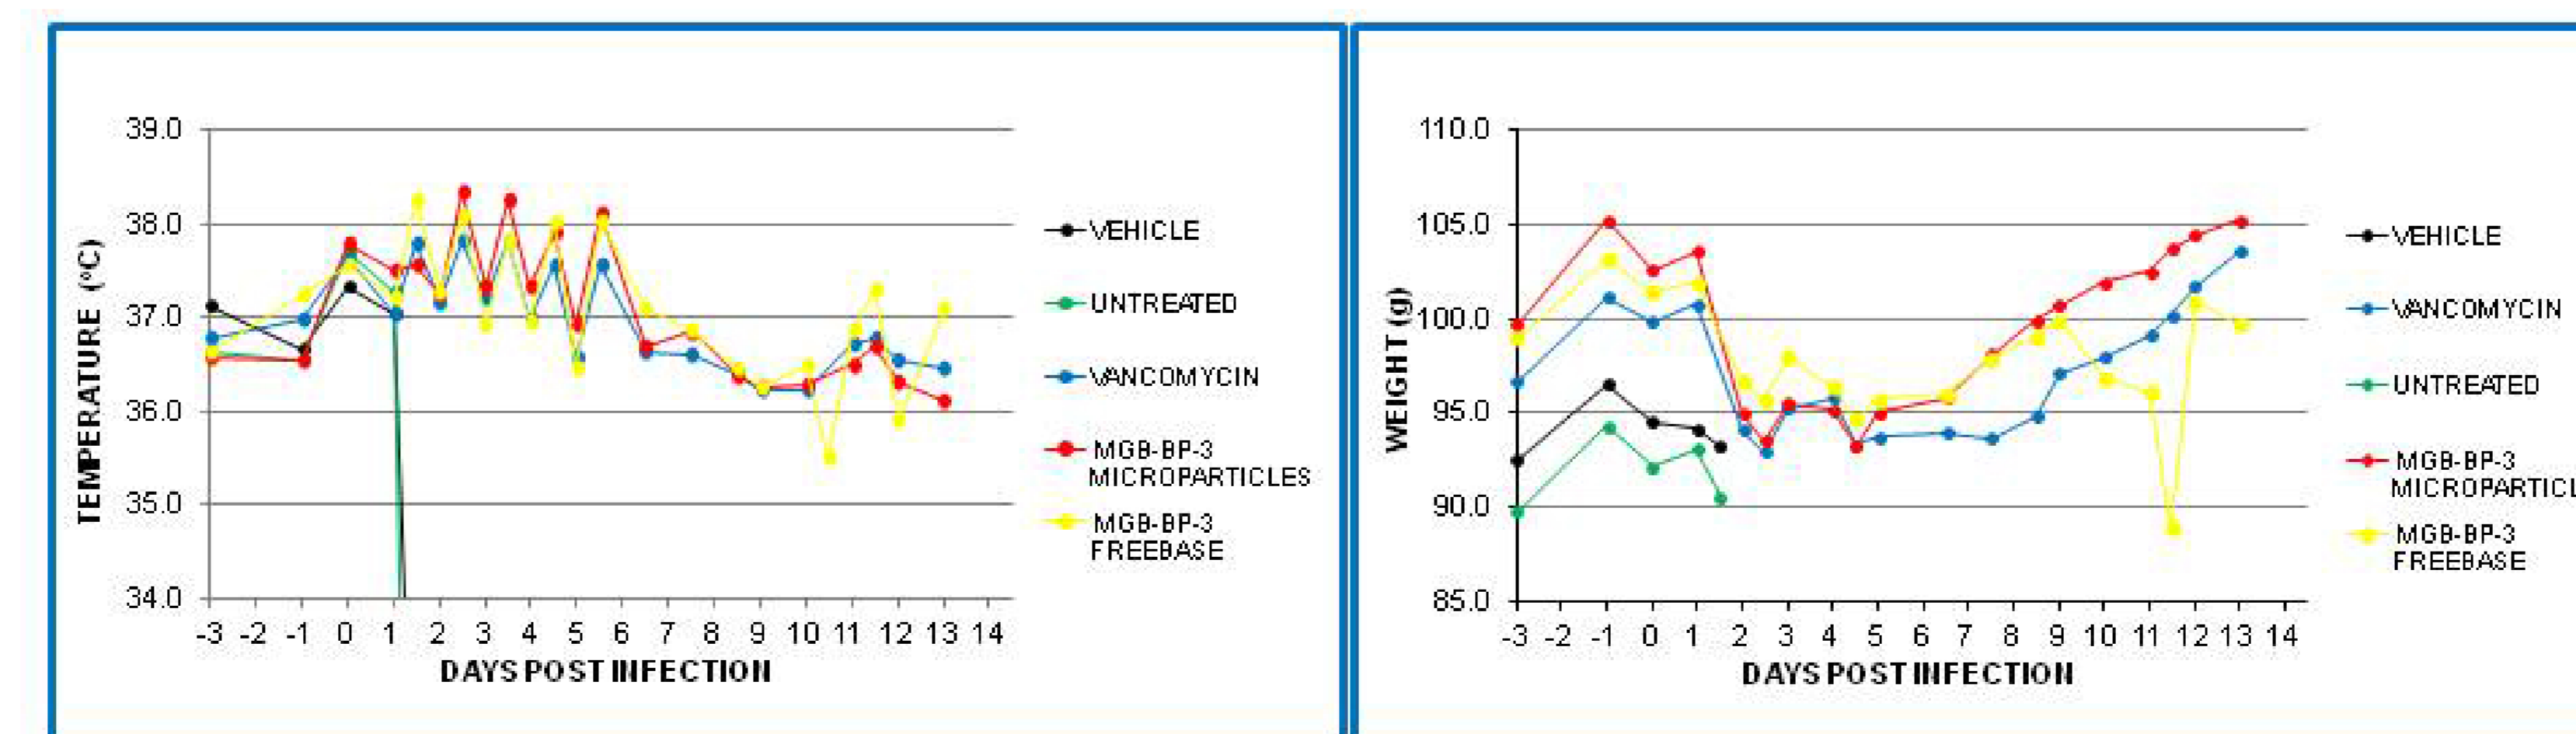 39.0
38.0
37.0
36.0
35.0
34.0
TEMPERATURE (°C)
-3 -2 -1 0 1 2 3 4 5 6 7 8 9 10 11 12 13 14
DAYS POST INFECTION
VEHICLE
UNTREATED
VANCOMYCIN
MGB-BP-3
MICROPARTICLES
MGB-BP-3
FREEBASE
110.0
105.0
100.0
95.0
90.0
85.0
WEIGHT (g)
-3 -2 -1 0 1 2 3 4 5 6 7 8 9 10 11 12 13 14
DAYS POST INFECTION
VEHICLE
VANCOMYCIN
UNTREATED
MGB-BP-3
MICROPARTICL
MGB-BP-3
FREEBASE